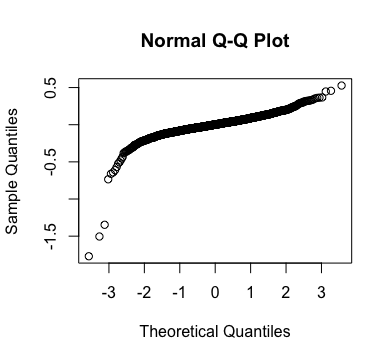 Normal Q-Q Plot
Sample Quantiles
0.5
-0.5
-1.5
-3 -2 -1 0 1 2 3
Theoretical Quantiles